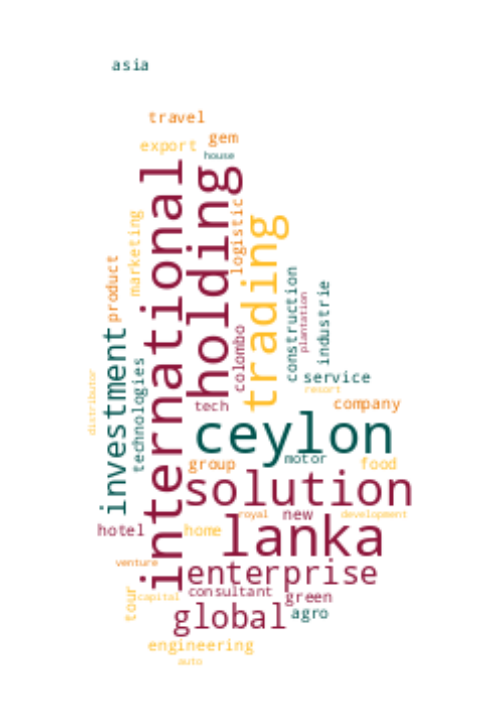 asia
travel
gem
export
house
international
holding
logistic
marketing
trading
product
construction
plantation
industrie
colombo
investment
technologies
distributor
service
resort
tech
company
ceylon
motor
group
food
solution
royal
new
development
hotel
home
lanka
venture
enterprise
tour
capital
consultant
green
global
agro
engineering
auto